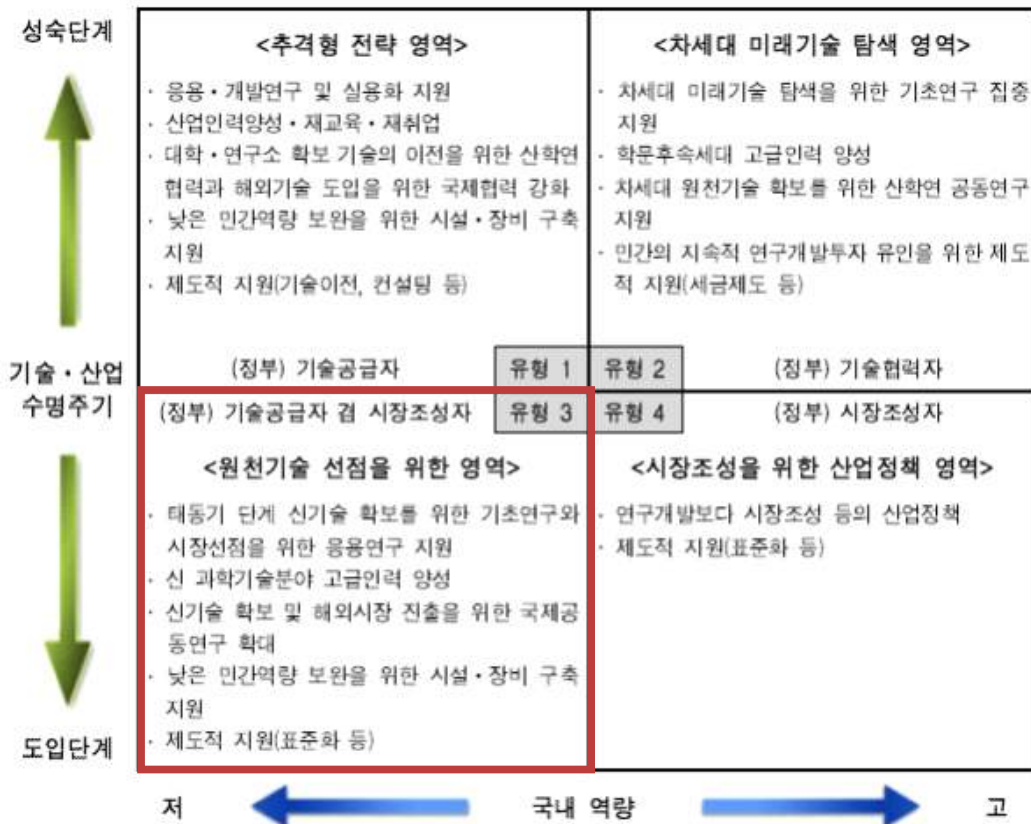 성숙단계
<추격형 전략 영역>
· 응용・개발연구 및 실용화 지원
· 산업인력양성・재교육・재취업
· 대학・연구소 확보 기술의 이전을 위한 산학연
협력과 해외기술 도입을 위한 국제협력 강화
· 낮은 민간역량 보완을 위한 시설・장비 구축
지원
· 제도적 지원(기술이전, 컨설팅 등)
(정부) 기술공급자
유형 1
<차세대 미래기술 탐색 영역>
· 차세대 미래기술 탐색을 위한 기초연구 집중
지원
· 학문후속세대 고급인력 양성
· 차세대 원천기술 확보를 위한 산학연 공동연구
지원
· 민간의 지속적 연구개발투자 유인을 위한 제도
적 지원(세금제도 등)
유형 2
(정부) 기술협력자
기술・산업
수명주기
(정부) 기술공급자 겸 시장조성자
유형 3
<원천기술 선점을 위한 영역>
· 태동기 단계 신기술 확보를 위한 기초연구와
시장선점을 위한 응용연구 지원
· 신 과학기술분야 고급인력 양성
· 신기술 확보 및 해외시장 진출을 위한 국제공
동연구 확대
· 낮은 민간역량 보완을 위한 시설・장비 구축
지원
· 제도적 지원(표준화 등)
유형 4
(정부) 시장조성자
<시장조성을 위한 산업정책 영역>
· 연구개발보다 시장조성 등의 산업정책
· 제도적 지원(표준화 등)
도입단계
저
국내 역량
고